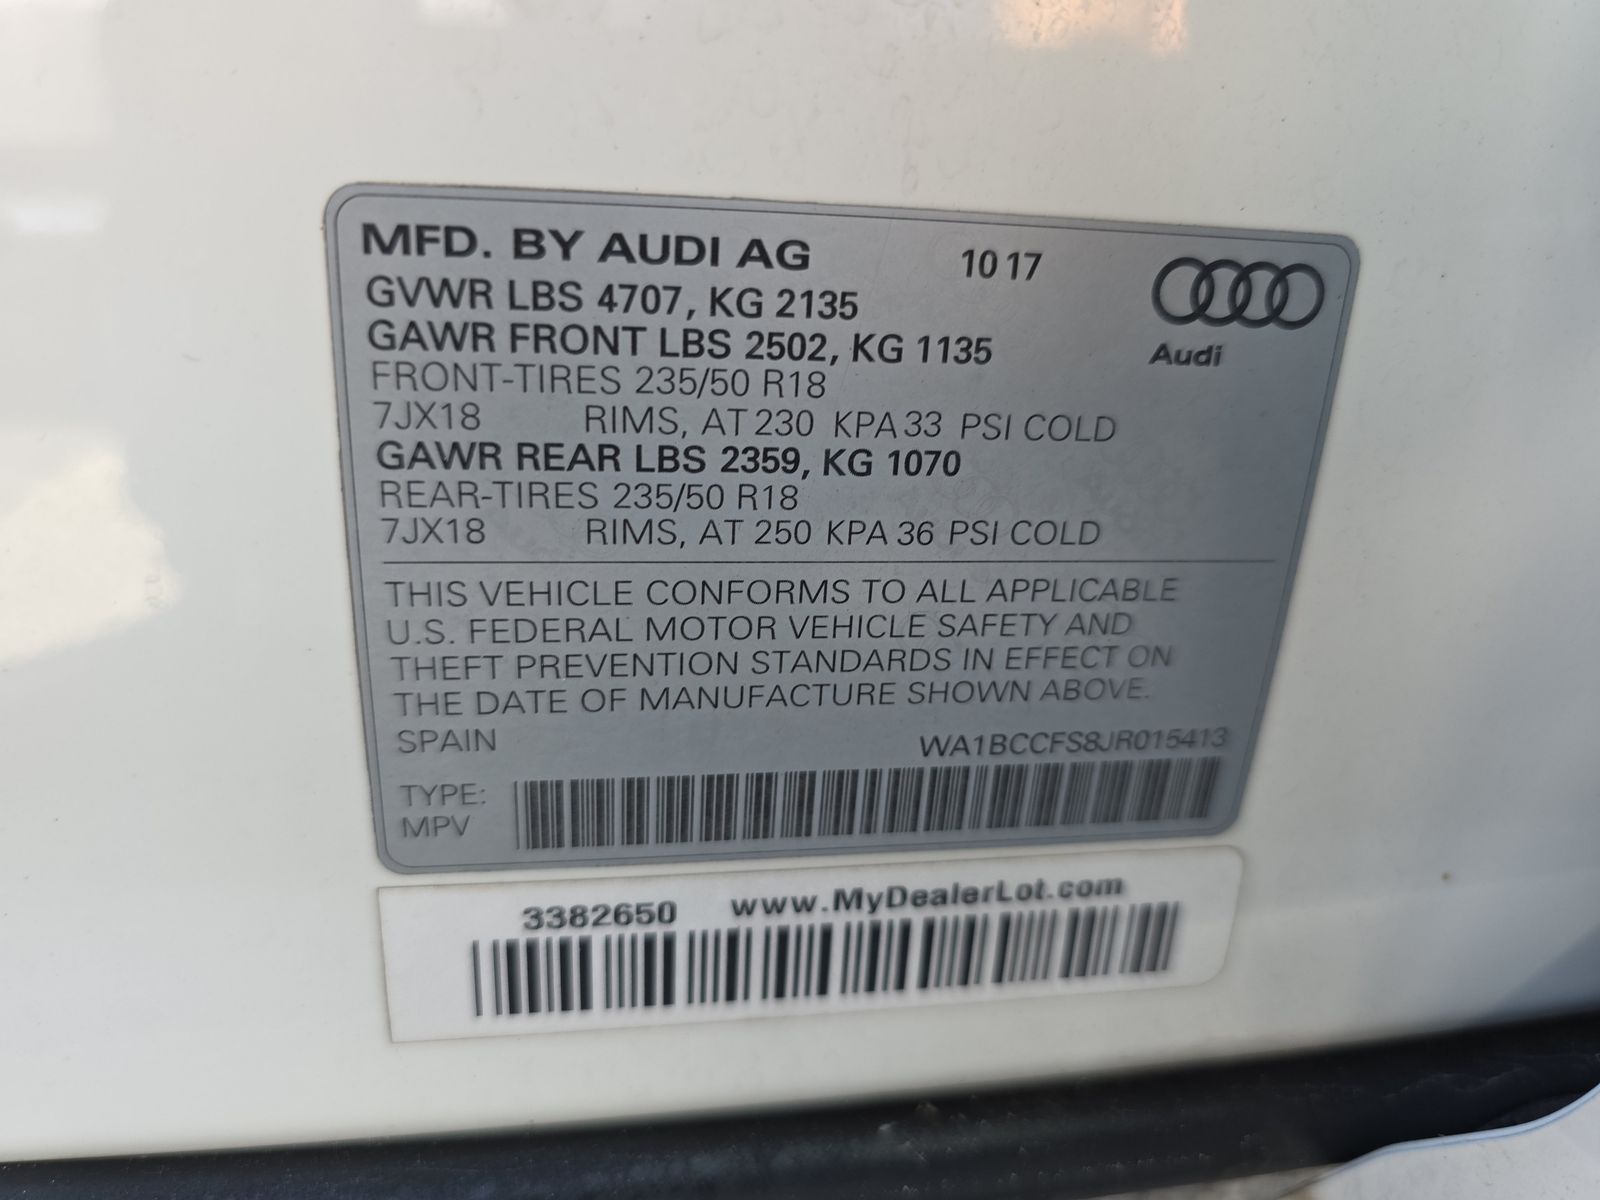 MFD. BY AUDI AG 10 17
GVWR LBS 4707, KG 2135
GAWR FRONT LBS 2502, KG 1135
Audi
FRONT-TIRES 235/50 R18
7JX18 RIMS, AT 230 KPA 33 PSI COLD
GAWR REAR LBS 2359, KG 1070
REAR-TIRES 235/50 R18
7JX18 RIMS, AT 250 KPA 36 PSI COLD
THIS VEHICLE CONFORMS TO ALL APPLICABLE
U.S. FEDERAL MOTOR VEHICLE SAFETY AND
THEFT PREVENTION STANDARDS IN EFFECT ON
THE DATE OF MANUFACTURE SHOWN ABOVE.
SPAIN WA1BCCFS8JR015413
TYPE:
MPV
3382650 www.MyDealerLot.com